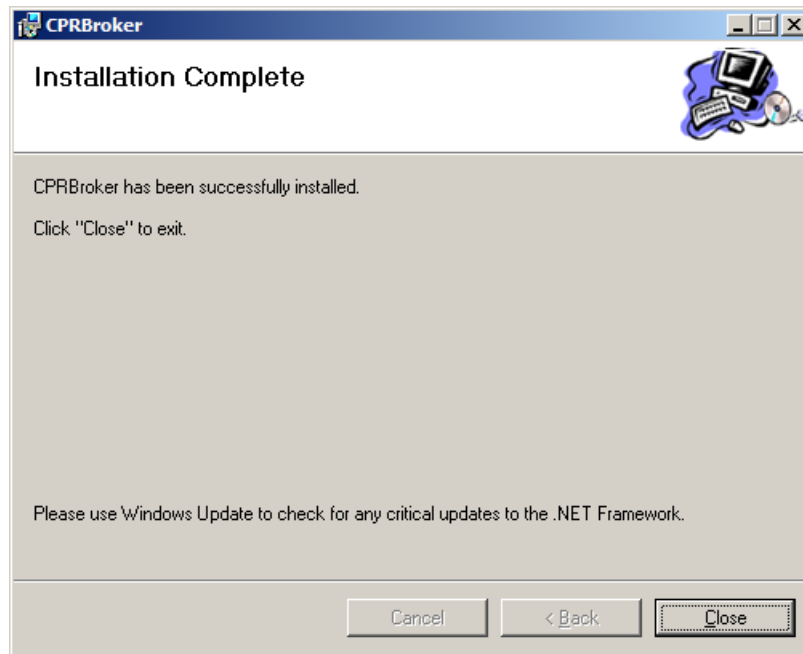 CPRBroker
Installation Complete
CPRBroker has been successfully installed.
Click "Close" to exit.
Please use Windows Update to check for any critical updates to the .NET Framework.
Cancel
< Back
Close